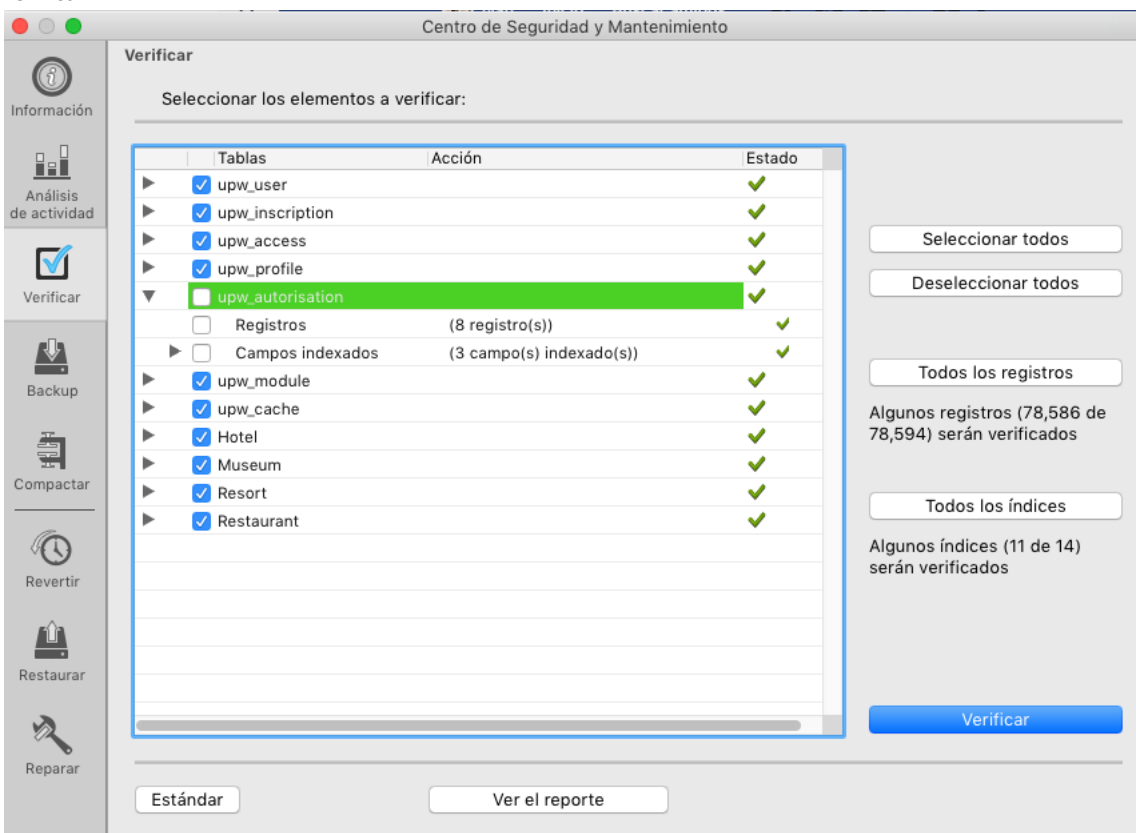 Centro de Seguridad y Mantenimiento
Información
Análisis
de actividad
Verificar
Backup
Compactar
Revertir
Restaurar
Reparar
Verificar
Seleccionar los elementos a verificar:
Tablas Acción Estado
upw_user
upw_inscription
upw_access
upw_profile
upw_autorisation
Registros (8 registro(s))
Campos indexados (3 campo(s) indexado(s))
upw_module
upw_cache
Hotel
Museum
Resort
Restaurant
Seleccionar todos
Deseleccionar todos
Todos los registros
Algunos registros (78,586 de
78,594) serán verificados
Todos los índices
Algunos índices (11 de 14)
serán verificados
Verificar
Estándar
Ver el reporte